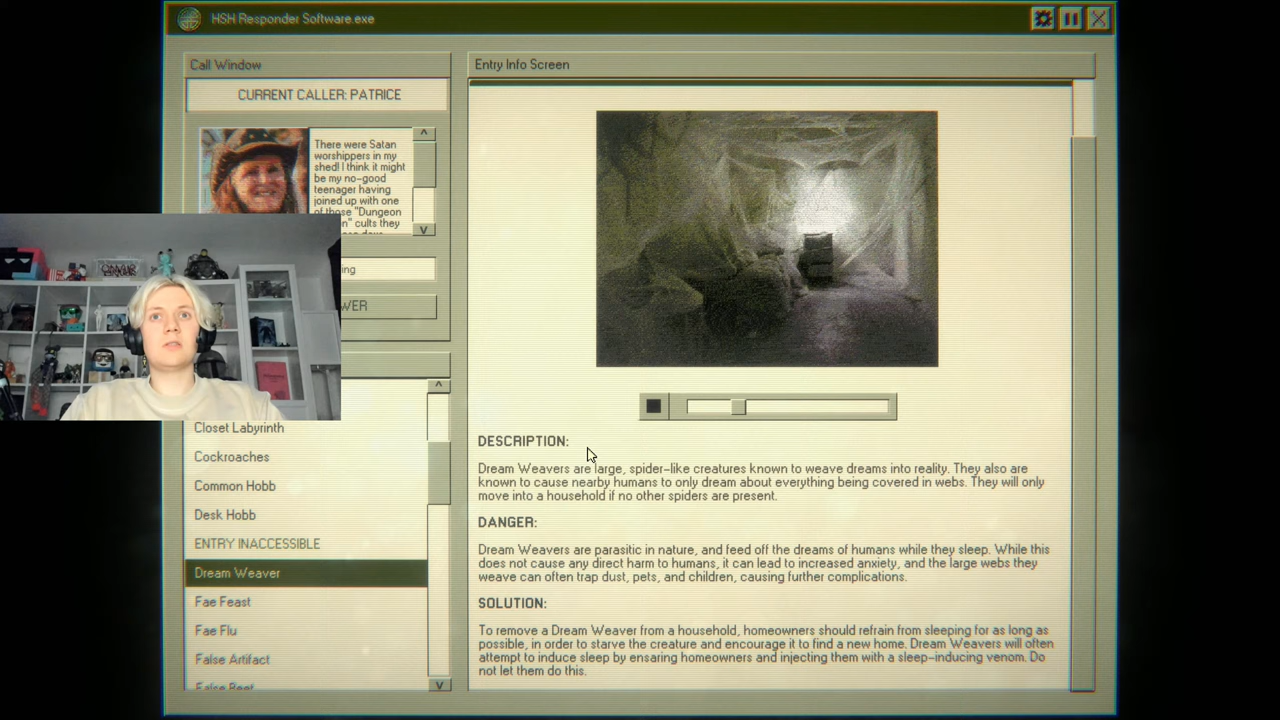 HSH Responder Software.exe
Call Window
CURRENT CALLER: PATRICE
There were Satan
worshippers in my
shed! I think it might
be my no-good
teenager having
joined up with one
of those "Dungeon
cults they
Closet Labyrinth
Cockroaches
Common Hobb
Desk Hobb
ENTRY INACCESSIBLE
Dream Weaver
Fae Feast
Fae Flu
False Artifact
Entry Info Screen
DESCRIPTION:
Dream Weavers are large, spider-like creatures known to weave dreams into reality. They also are
known to cause nearby humans to only dream about everything being covered in webs. They will only
move into a household if no other spiders are present.
DANGER:
Dream Weavers are parasitic in nature, and feed off the dreams of humans while they sleep. While this
does not cause any direct harm to humans, it can lead to increased anxiety, and the large webs they
weave can often trap dust, pets, and children, causing further complications.
SOLUTION:
To remove a Dream Weaver from a household, homeowners should refrain from sleeping for as long as
possible, in order to starve the creature and encourage it to find a new home. Dream Weavers will often
attempt to induce sleep by ensaring homeowners and injecting them with a sleep-inducing venom. Do
not let them do this.